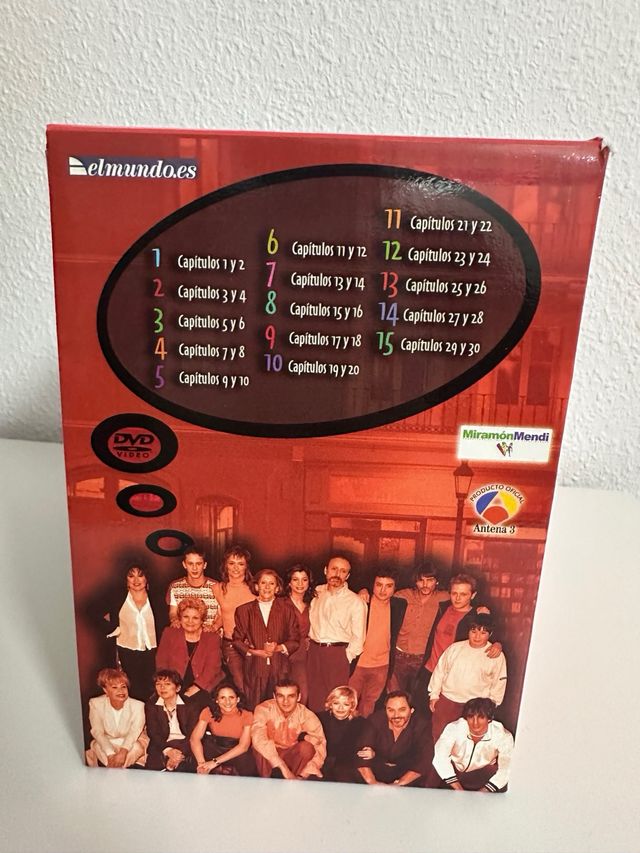 elmundo.es
1 Capítulos 1 y 2
2 Capítulos 3 y 4
3 Capítulos 5 y 6
4 Capítulos 7 y 8
5 Capítulos 9 y 10
6 Capítulos 11 y 12
7 Capítulos 13 y 14
8 Capítulos 15 y 16
9 Capítulos 17 y 18
10 Capítulos 19 y 20
11 Capítulos 21 y 22
12 Capítulos 23 y 24
13 Capítulos 25 y 26
14 Capítulos 27 y 28
15 Capítulos 29 y 30
DVD
VIDEO
MiramónMendi
PRODUCTO OFICIAL
Antena 3